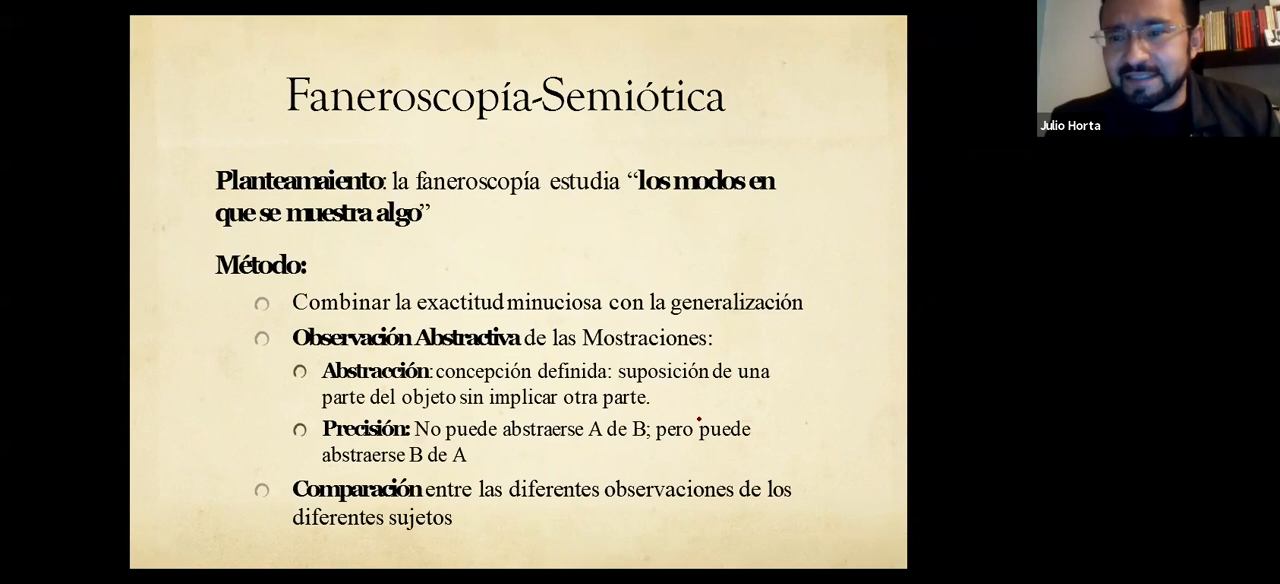 Faneroscopía-Semiótica
Planteamaiento: la faneroscopía estudia “los modos en
que se muestra algo”
Método:
Combinar la exactitud minuciosa con la generalización
Observación Abstractiva de las Mostraciones:
Abstracción: concepción definida: suposición de una
parte del objeto sin implicar otra parte.
Precisión: No puede abstraerse A de B; pero puede
abstraerse B de A
Comparación entre las diferentes observaciones de los
diferentes sujetos
Julio Horta